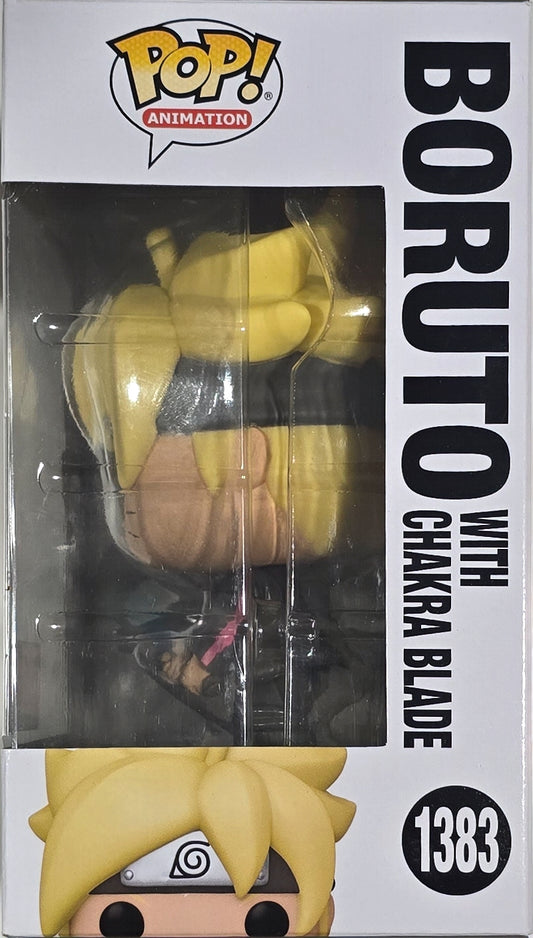 POP!®
ANIMATION
BORUTO
WITH
CHAKRA BLADE
1383